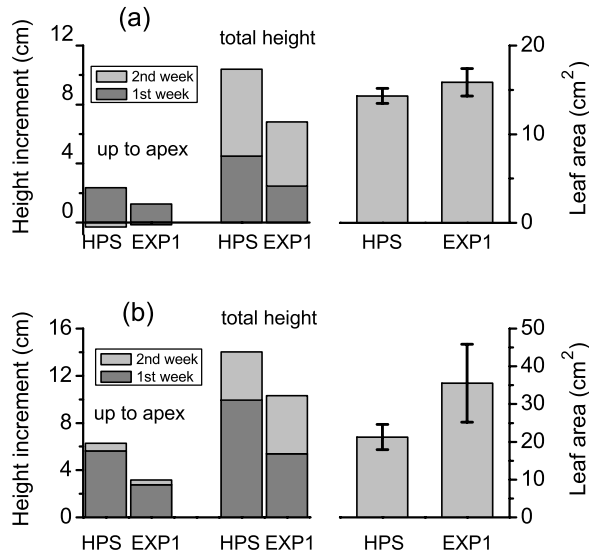 (a)
Height increment (cm)
12
8
4
0
2nd week
1st week
up to apex
total height
HPS EXP1
HPS EXP1
20
15
10
5
0
Leaf area (cm²)
HPS EXP1
(b)
Height increment (cm)
16
12
8
4
0
2nd week
1st week
up to apex
total height
HPS EXP1
HPS EXP1
50
40
30
20
10
0
Leaf area (cm²)
HPS EXP1